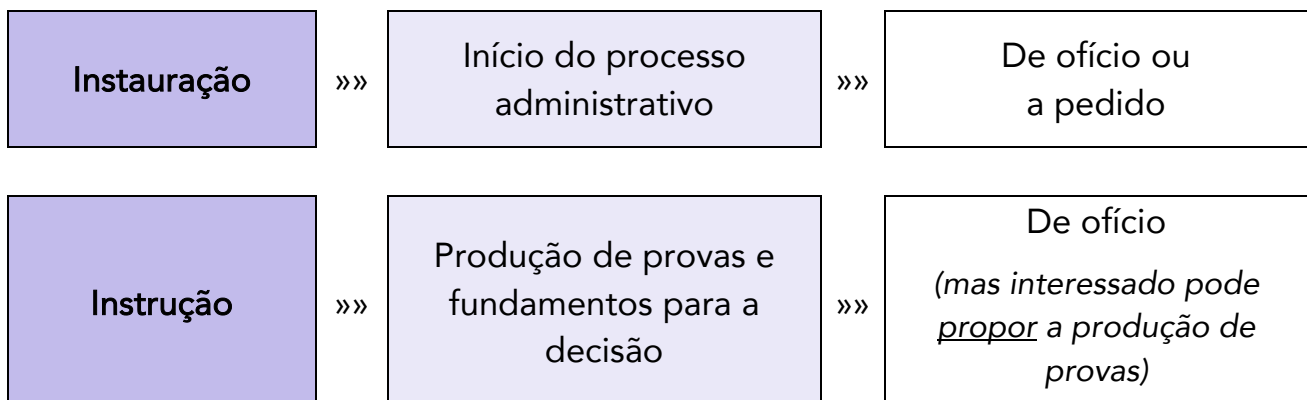 Instauração »» Início do processo »» De ofício ou
administrativo a pedido
Instrução »» Produção de provas e »» De ofício
fundamentos para a (mas interessado pode
decisão propor a produção de
provas)